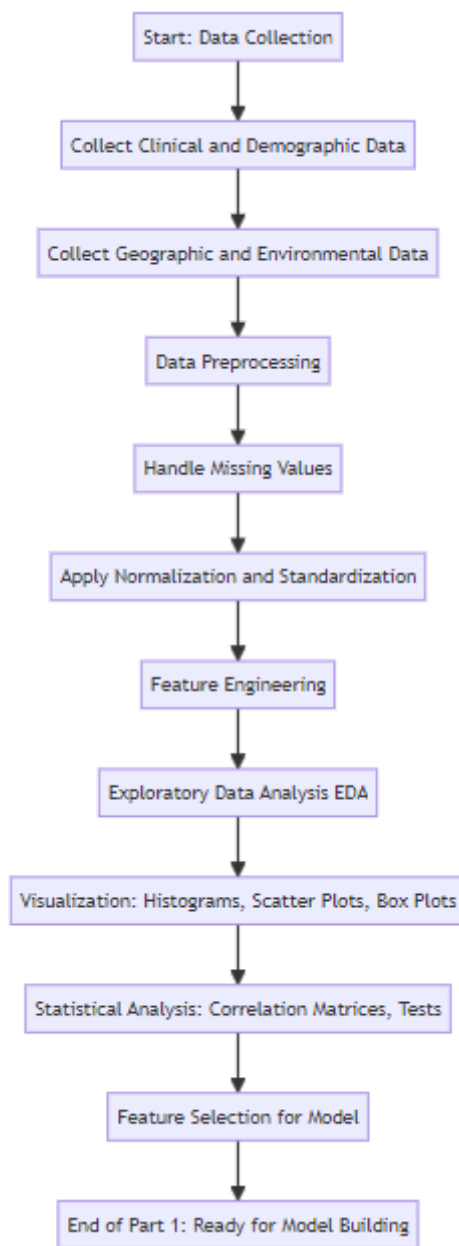 Start: Data Collection
Collect Clinical and Demographic Data
Collect Geographic and Environmental Data
Data Preprocessing
Handle Missing Values
Apply Normalization and Standardization
Feature Engineering
Exploratory Data Analysis EDA
Visualization: Histograms, Scatter Plots, Box Plots
Statistical Analysis: Correlation Matrices, Tests
Feature Selection for Model
End of Part 1: Ready for Model Building